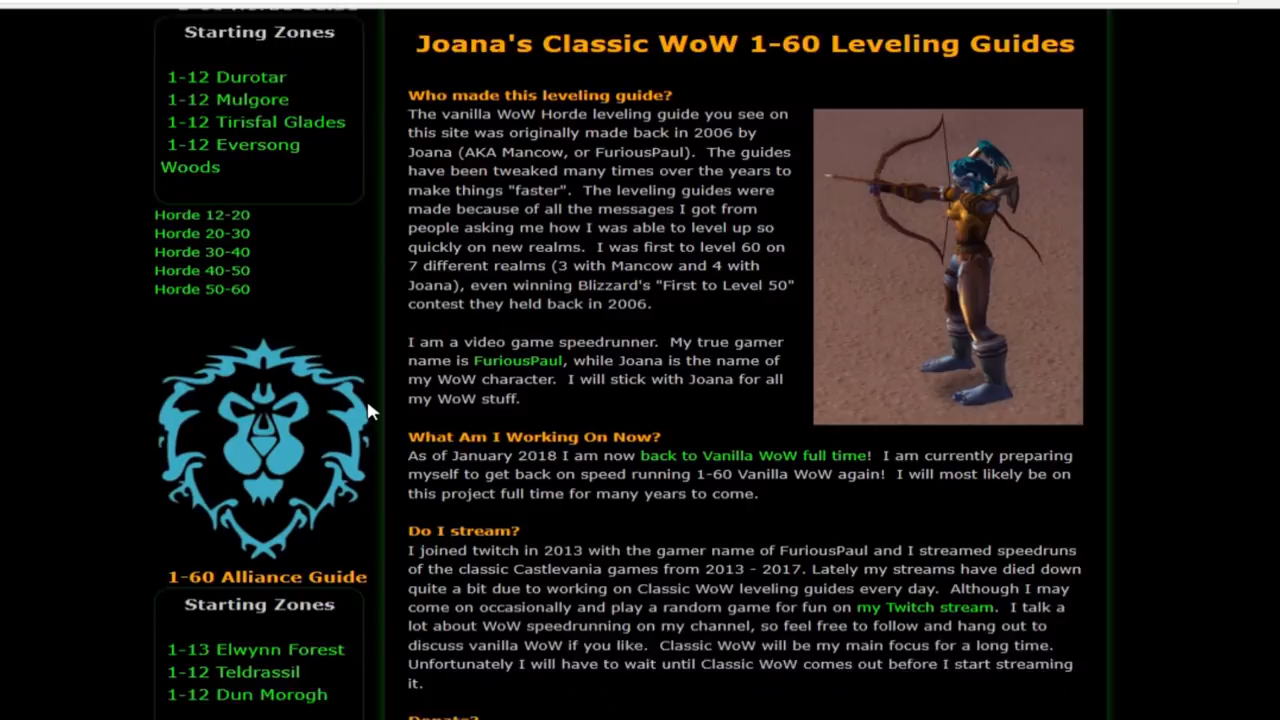 Starting Zones
1-12 Durotar
1-12 Mulgore
1-12 Tirisfal Glades
1-12 Eversong
Woods
Horde 12-20
Horde 20-30
Horde 30-40
Horde 40-50
Horde 50-60
1-60 Alliance Guide
Starting Zones
1-13 Elwynn Forest
1-12 Teldrassil
1-12 Dun Morogh
Joana's Classic WoW 1-60 Leveling Guides
Who made this leveling guide?
The vanilla WoW Horde leveling guide you see on
this site was originally made back in 2006 by
Joana (AKA Mancow, or FuriousPaul).  The guides
have been tweaked many times over the years to
make things "faster".  The leveling guides were
made because of all the messages I got from
people asking me how I was able to level up so
quickly on new realms.  I was first to level 60 on
7 different realms (3 with Mancow and 4 with
Joana), even winning Blizzard's "First to Level 50"
contest they held back in 2006.
I am a video game speedrunner.  My true gamer
name is FuriousPaul, while Joana is the name of
my WoW character.  I will stick with Joana for all
my WoW stuff.
What Am I Working On Now?
As of January 2018 I am now back to Vanilla WoW full time!  I am currently preparing
myself to get back on speed running 1-60 Vanilla WoW again!  I will most likely be on
this project full time for many years to come.
Do I stream?
I joined twitch in 2013 with the gamer name of FuriousPaul and I streamed speedruns
of the classic Castlevania games from 2013 - 2017. Lately my streams have died down
quite a bit due to working on Classic WoW leveling guides every day.  Although I may
come on occasionally and play a random game for fun on my Twitch stream.  I talk a
lot about WoW speedrunning on my channel, so feel free to follow and hang out to
discuss vanilla WoW if you like.  Classic WoW will be my main focus for a long time.
Unfortunately I will have to wait until Classic WoW comes out before I start streaming
it.